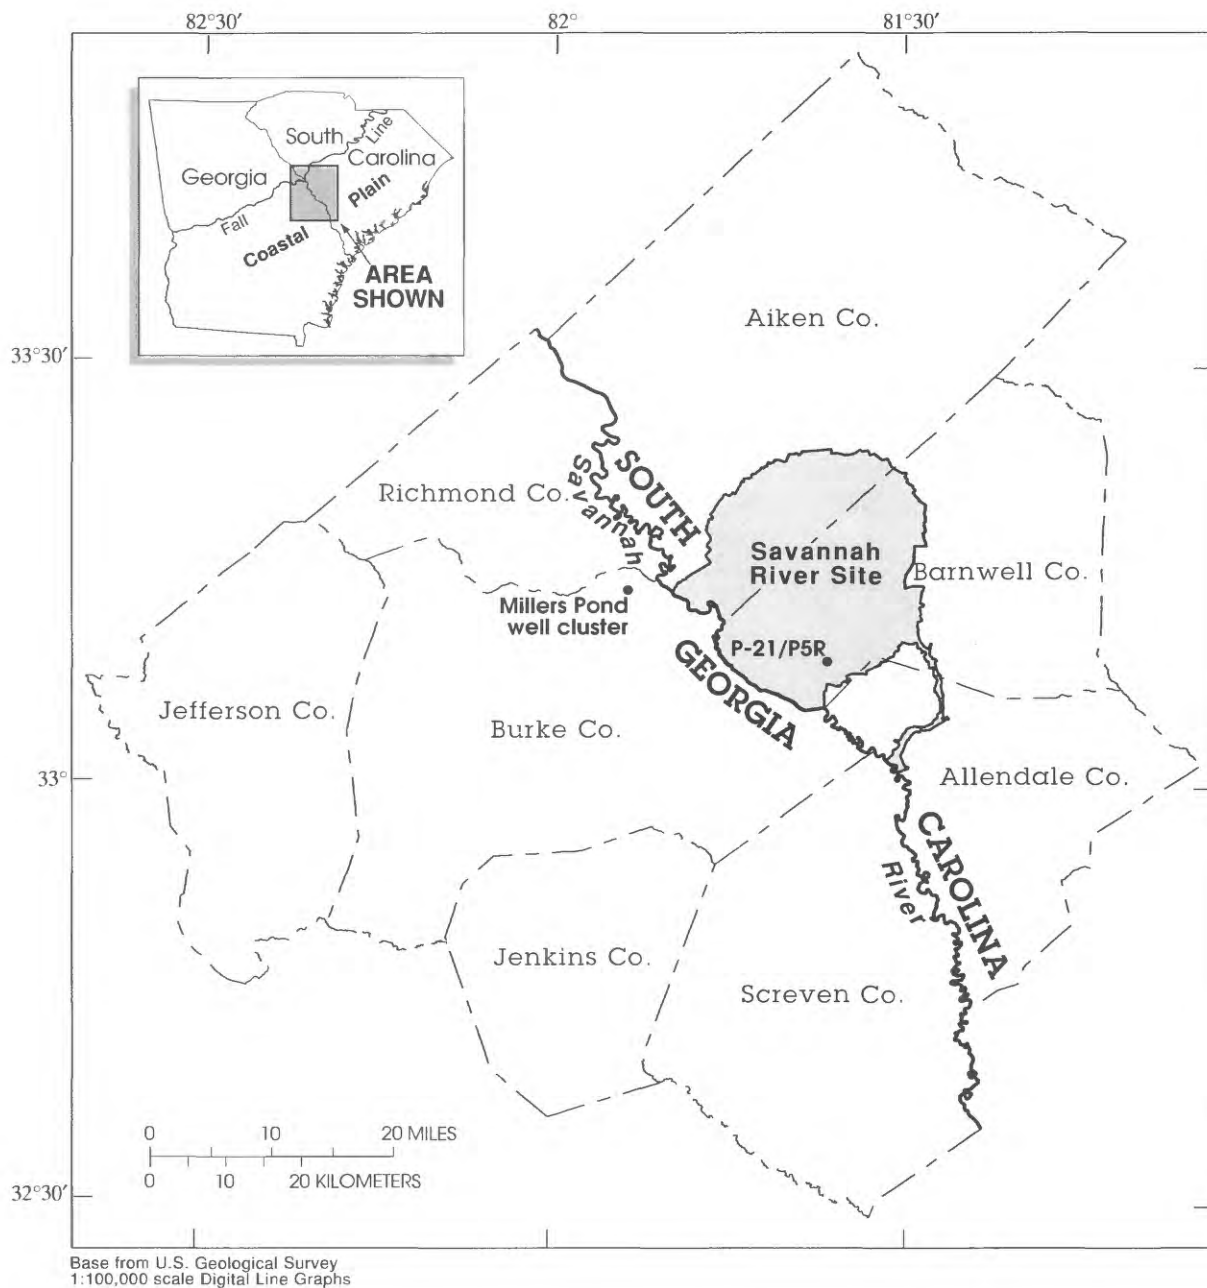 82°30′
82°
81°30′
South
Line
Carolina
Georgia
Plain
Fall
Coastal
AREA
SHOWN
Aiken Co.
33°30′
SOUTH
Savannah
Richmond Co.
Savannah
River Site
Barnwell Co.
Millers Pond
well cluster
P-21/P5R
GEORGIA
Jefferson Co.
Burke Co.
33°
Allendale Co.
CAROLINA
River
Jenkins Co.
Screven Co.
0 10 20 MILES
0 10 20 KILOMETERS
32°30′
Base from U.S. Geological Survey
1:100,000 scale Digital Line Graphs